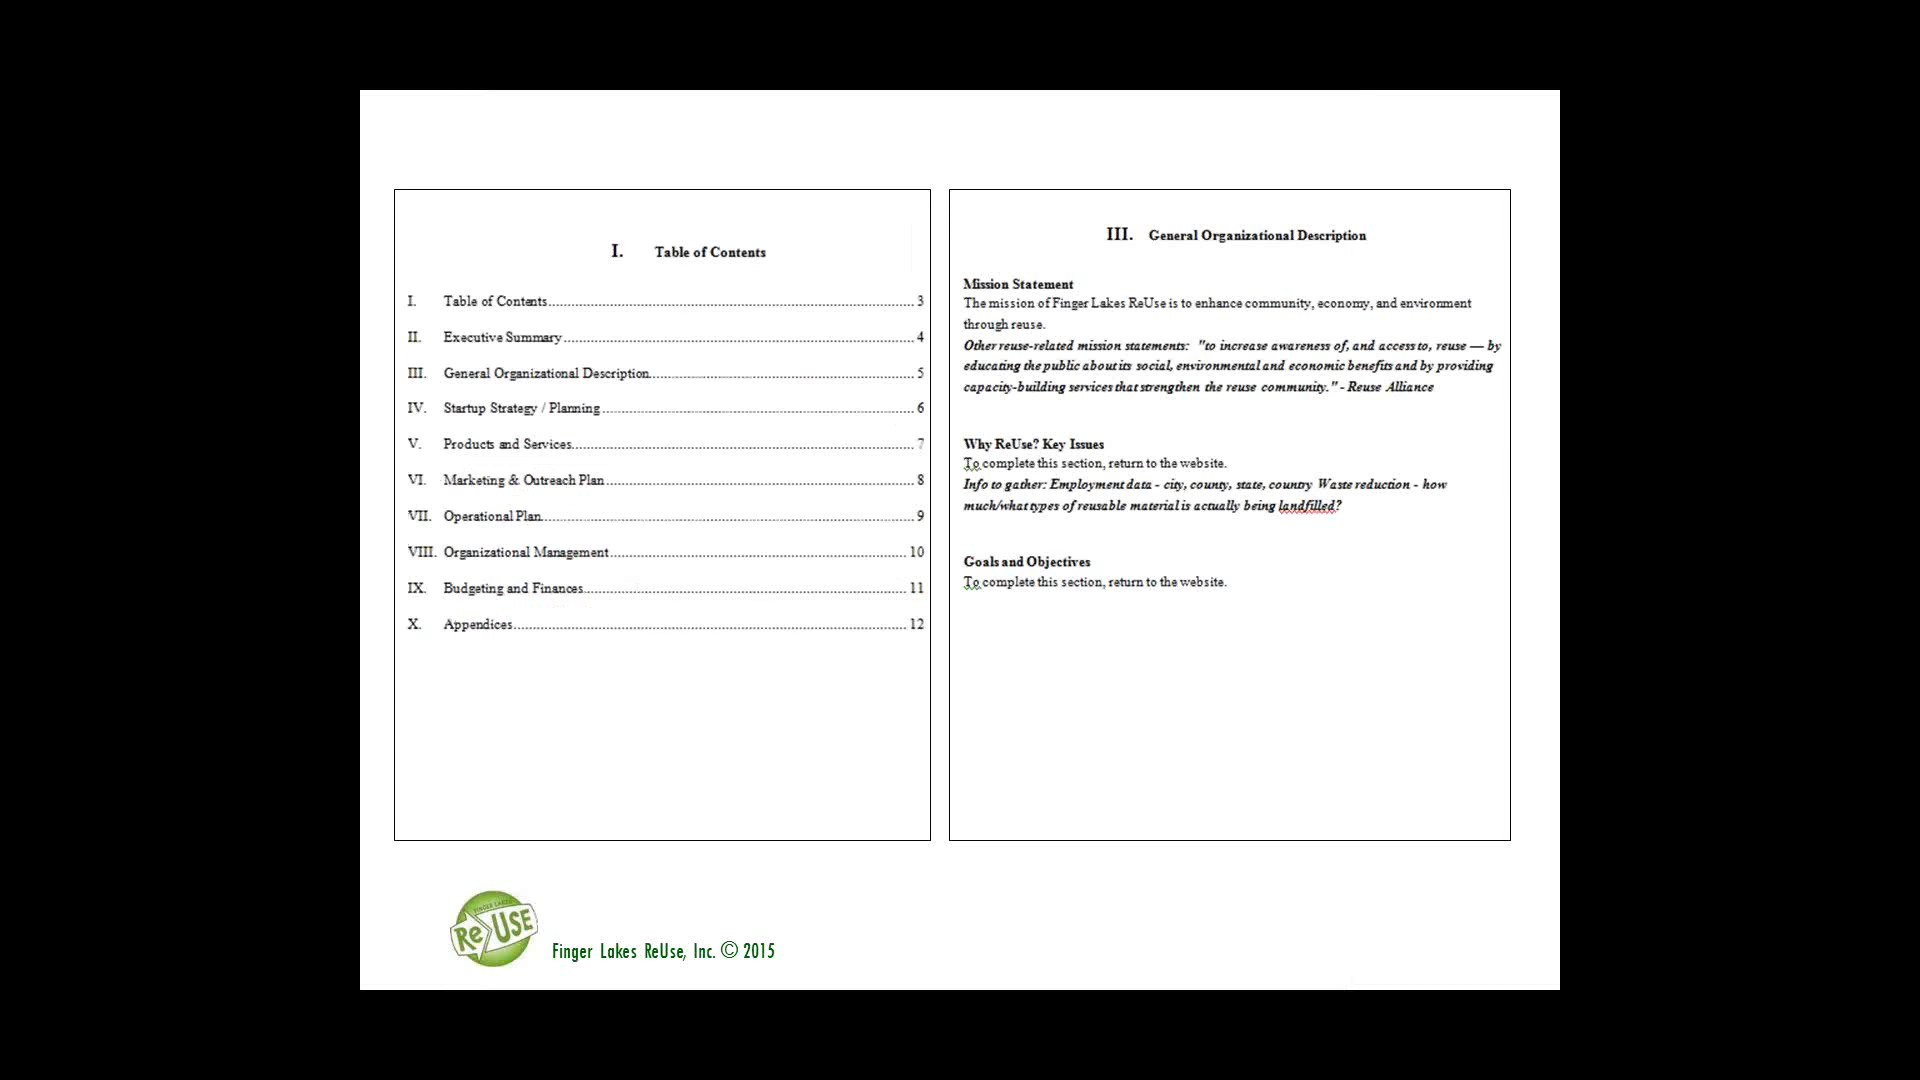 I. Table of Contents
I. Table of Contents 3
II. Executive Summary 4
III. General Organizational Description 5
IV. Startup Strategy / Planning 6
V. Products and Services 7
VI. Marketing & Outreach Plan 8
VII. Operational Plan 9
VIII. Organizational Management 10
IX. Budgeting and Finances 11
X. Appendices 12
III. General Organizational Description
Mission Statement
The mission of Finger Lakes ReUse is to enhance community, economy, and environment
through reuse.
Other reuse-related mission statements: "to increase awareness of, and access to, reuse — by
educating the public about its social, environmental and economic benefits and by providing
capacity-building services that strengthen the reuse community." - Reuse Alliance
Why ReUse? Key Issues
To complete this section, return to the website.
Info to gather: Employment data - city, county, state, country Waste reduction - how
much/what types of reusable material is actually being landfilled?
Goals and Objectives
To complete this section, return to the website.
FINGER LAKES
ReUSE
Finger Lakes ReUse, Inc. © 2015